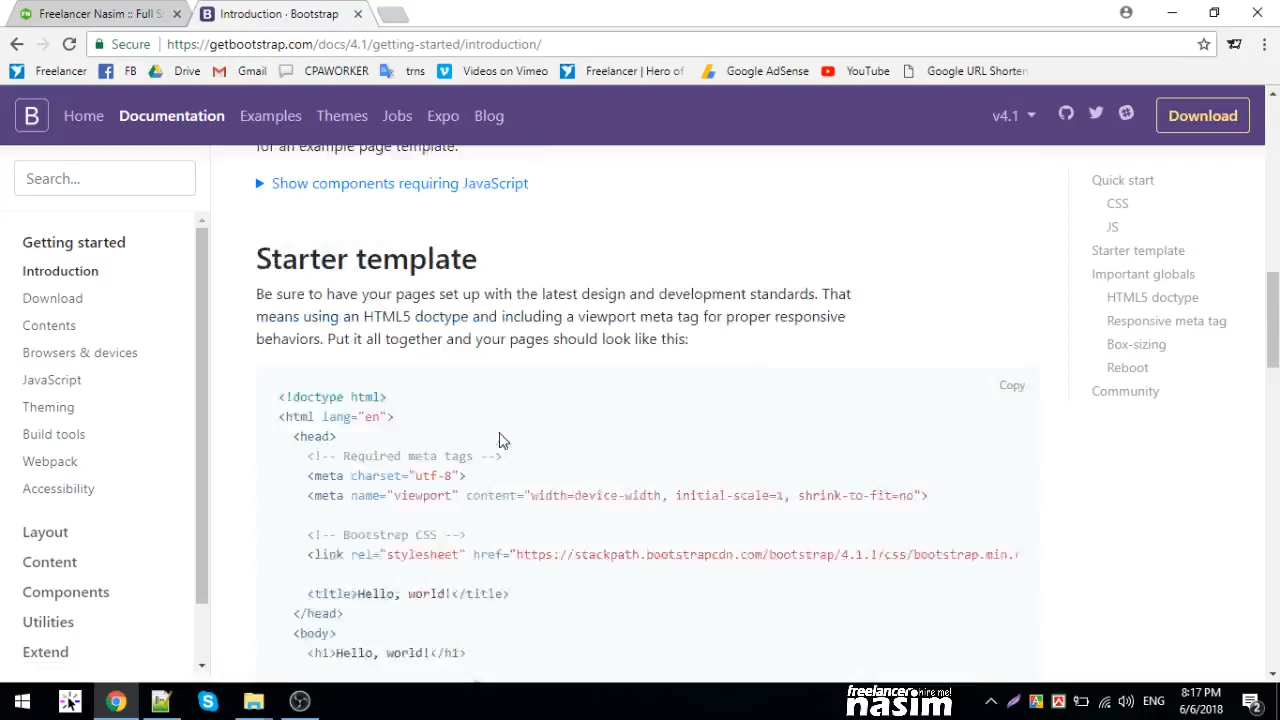 Freelancer Nasim :: Full S
Introduction · Bootstrap
Secure
https://getbootstrap.com/docs/4.1/getting-started/introduction/
Freelancer
FB
Drive
Gmail
CPAWORKER
trns
Videos on Vimeo
Freelancer | Hero of
Google AdSense
YouTube
Google URL Shorten
B
Home
Documentation
Examples
Themes
Jobs
Expo
Blog
v4.1
Download
Search...
Getting started
Introduction
Download
Contents
Browsers & devices
JavaScript
Theming
Build tools
Webpack
Accessibility
Layout
Content
Components
Utilities
Extend
for an example page template.
Show components requiring JavaScript
Starter template
Be sure to have your pages set up with the latest design and development standards. That
means using an HTML5 doctype and including a viewport meta tag for proper responsive
behaviors. Put it all together and your pages should look like this:
Copy
<!doctype html>
<html lang="en">
<head>
<!-- Required meta tags -->
<meta charset="utf-8">
<meta name="viewport" content="width=device-width, initial-scale=1, shrink-to-fit=no">
<!-- Bootstrap CSS -->
<link rel="stylesheet" href="https://stackpath.bootstrapcdn.com/bootstrap/4.1.1/css/bootstrap.min.c
<title>Hello, world!</title>
</head>
<body>
<h1>Hello, world!</h1>
Quick start
CSS
JS
Starter template
Important globals
HTML5 doctype
Responsive meta tag
Box-sizing
Reboot
Community
freelancer hire me!
nasim
ENG
8:17 PM
6/6/2018
2